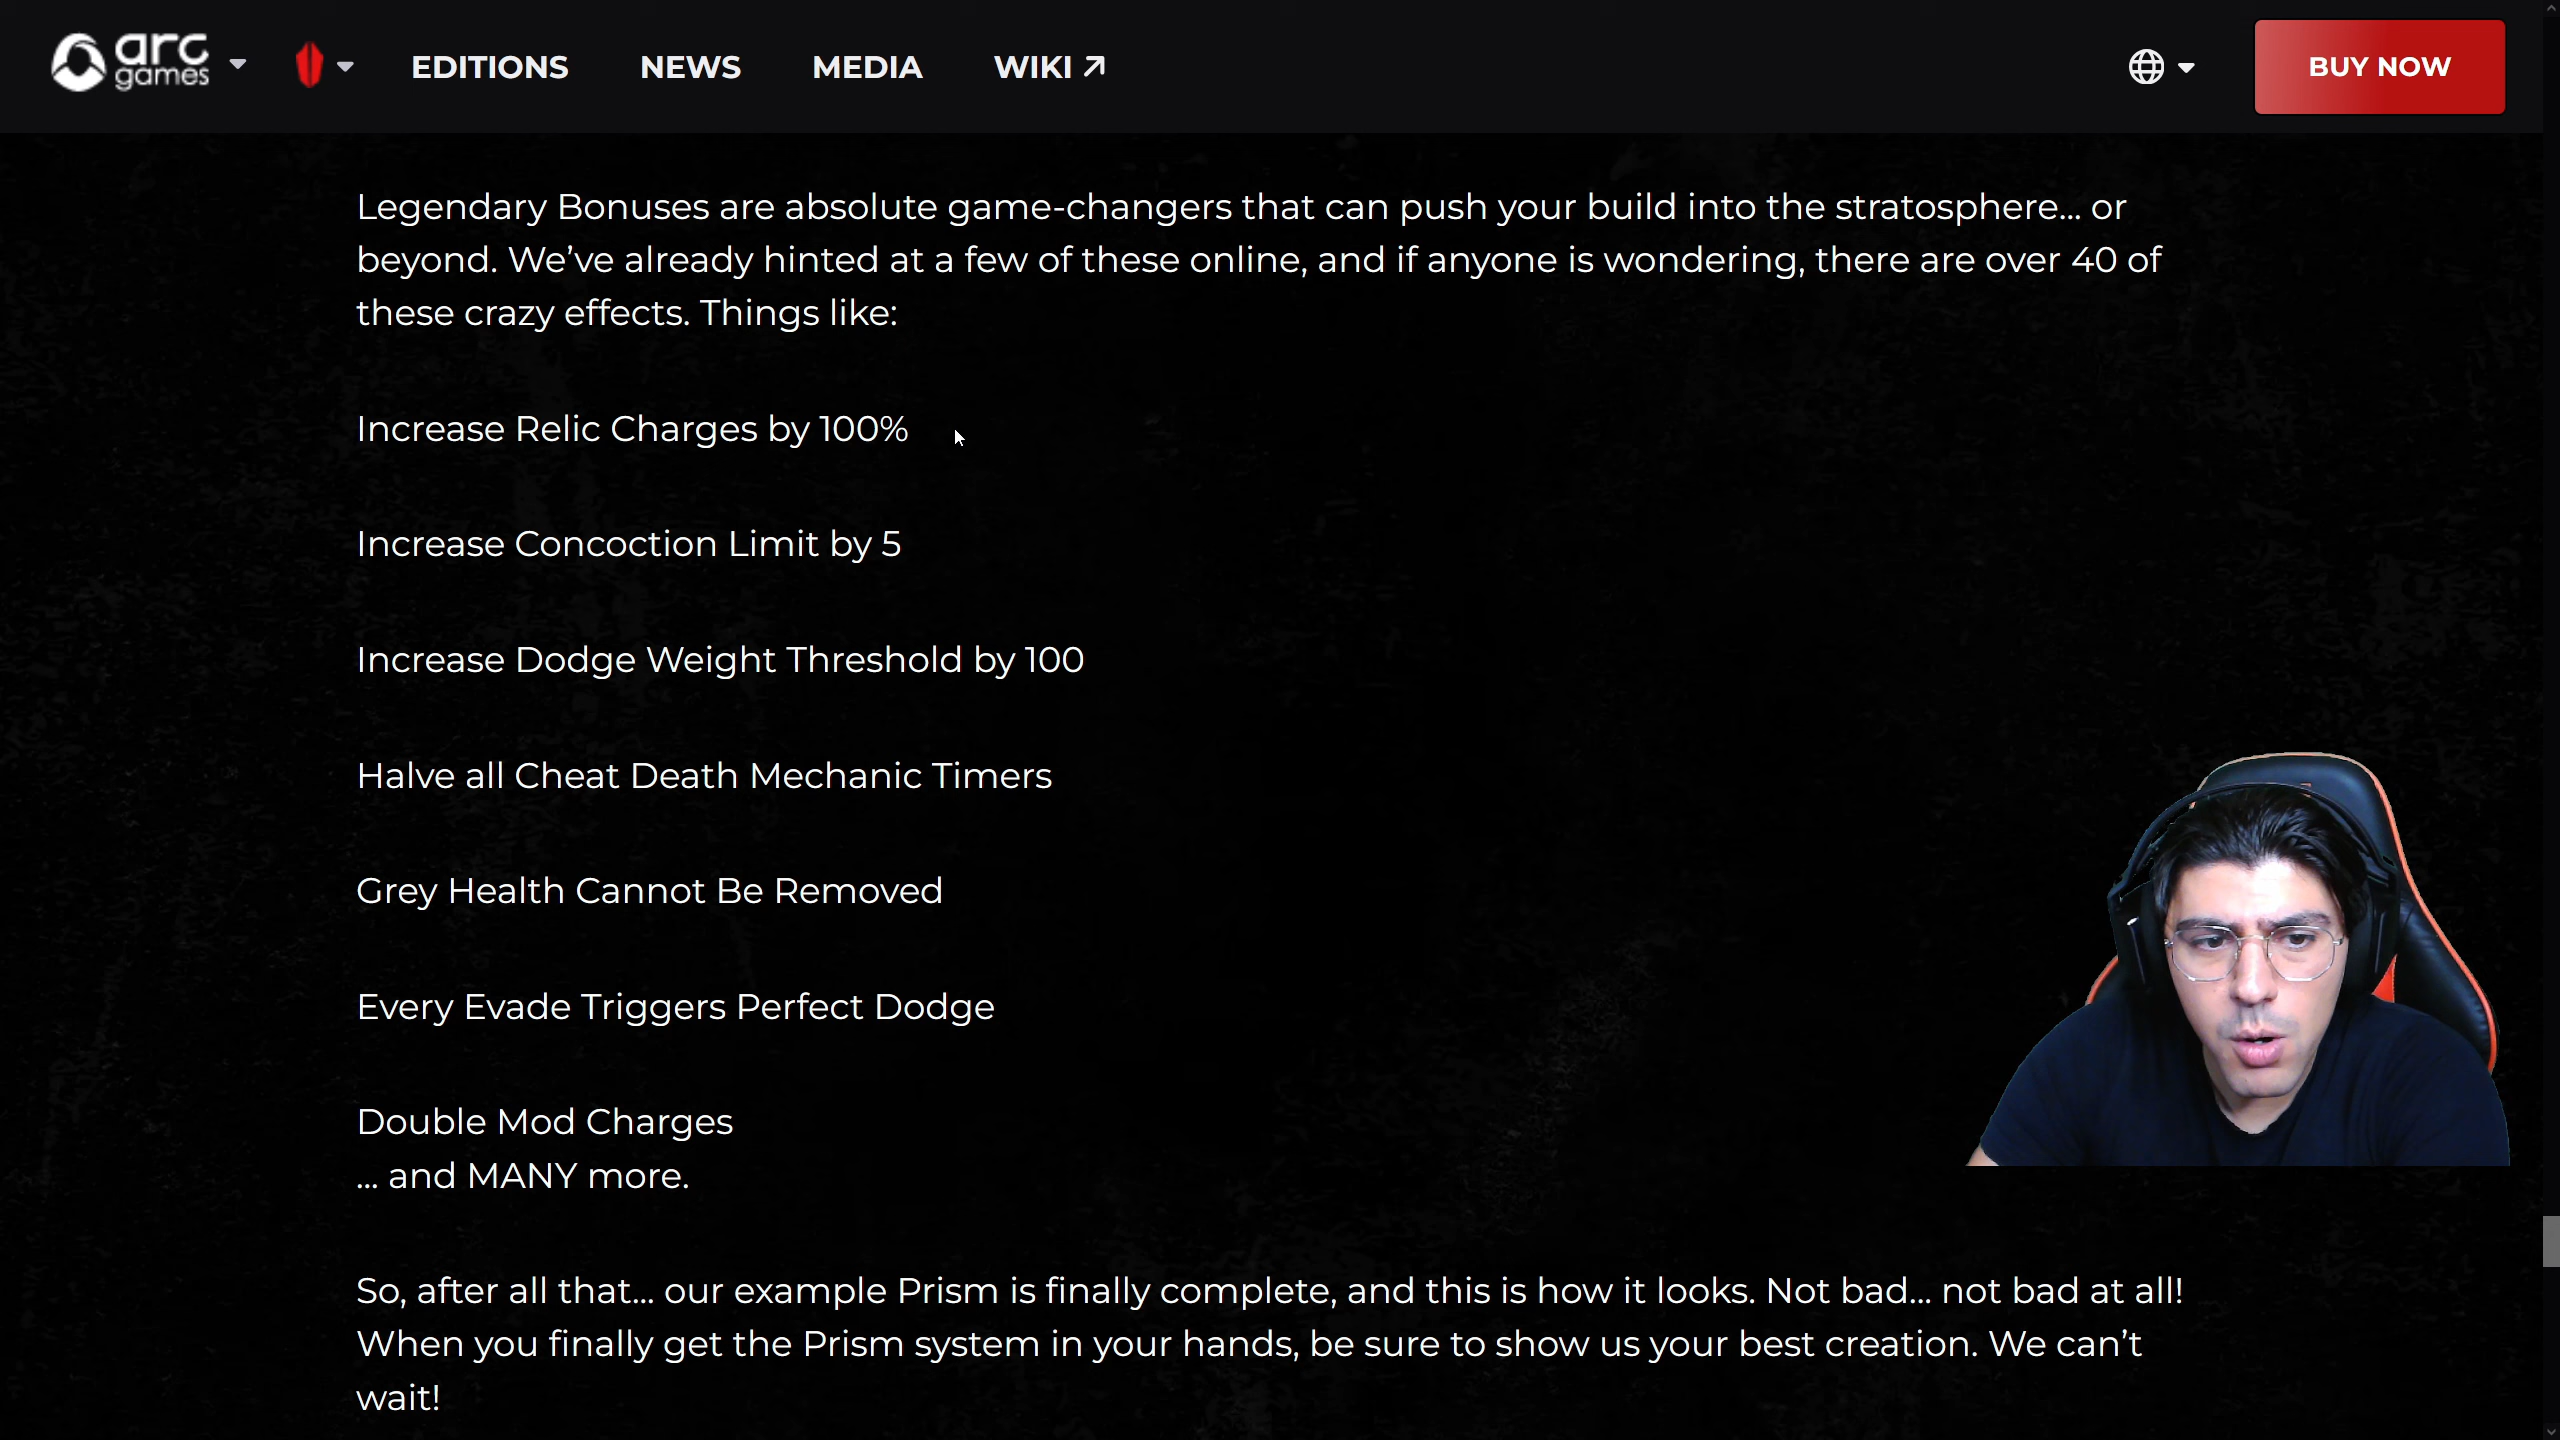 arc games
EDITIONS
NEWS
MEDIA
WIKI
BUY NOW
Legendary Bonuses are absolute game-changers that can push your build into the stratosphere... or
beyond. We’ve already hinted at a few of these online, and if anyone is wondering, there are over 40 of
these crazy effects. Things like:
Increase Relic Charges by 100%
Increase Concoction Limit by 5
Increase Dodge Weight Threshold by 100
Halve all Cheat Death Mechanic Timers
Grey Health Cannot Be Removed
Every Evade Triggers Perfect Dodge
Double Mod Charges
... and MANY more.
So, after all that... our example Prism is finally complete, and this is how it looks. Not bad... not bad at all!
When you finally get the Prism system in your hands, be sure to show us your best creation. We can’t
wait!